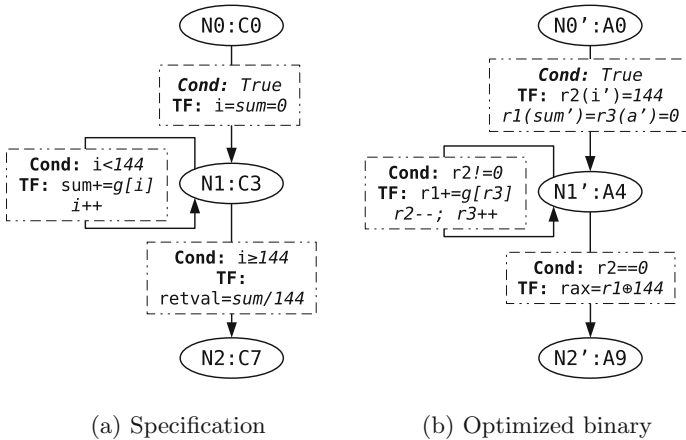 N0:C0
Cond: True
TF: i=sum=0
Cond: i<144
TF: sum+=g[i]
i++
N1:C3
Cond: i≥144
TF:
retval=sum/144
N2:C7
(a) Specification
N0':A0
Cond: True
TF: r2(i')=144
r1(sum')=r3(a')=0
Cond: r2!=0
TF: r1+=g[r3]
r2--; r3++
N1':A4
Cond: r2==0
TF: rax=r1⊕144
N2':A9
(b) Optimized binary